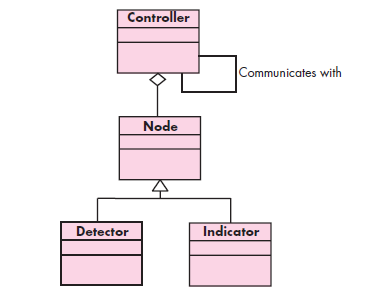 Controller
Communicates with
Node
Detector
Indicator